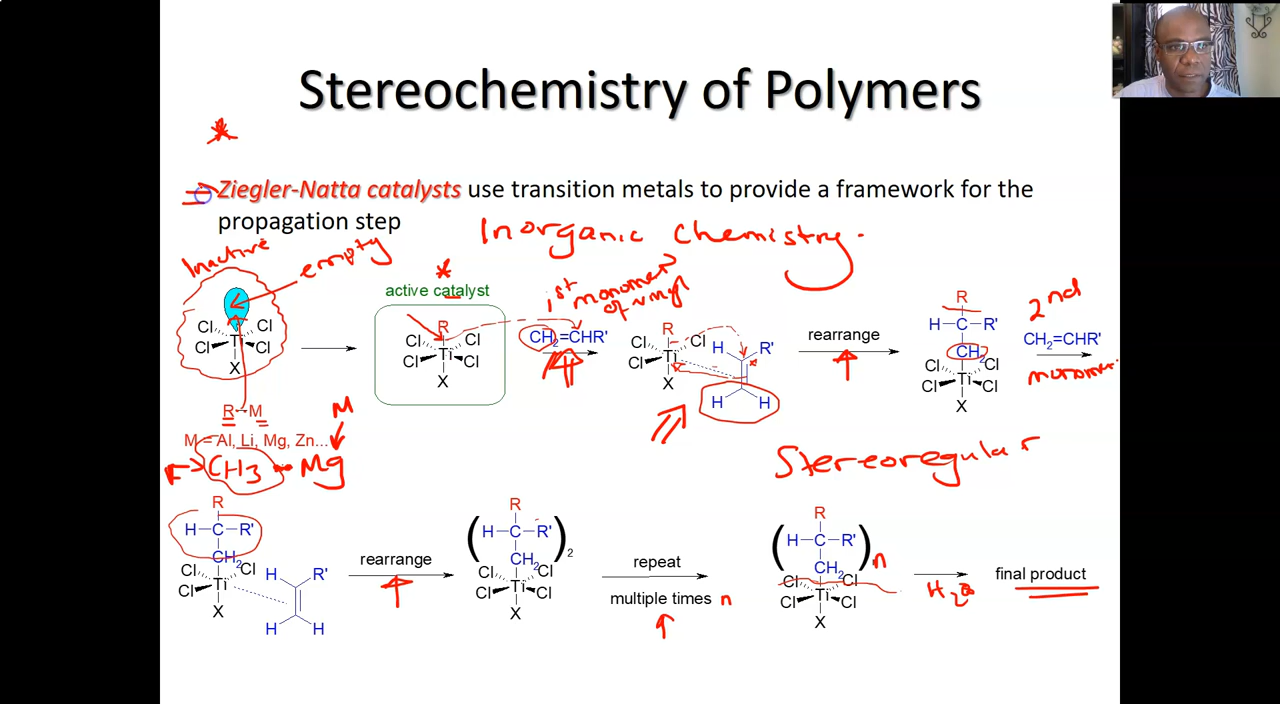 Stereochemistry of Polymers
Ziegler-Natta catalysts use transition metals to provide a framework for the
propagation step
Inorganic Chemistry.
Inactive
empty
active catalyst
1st monomer
of vinyl
2nd
monomer
Cl Cl
Cl Ti Cl
X
R
Cl Cl
Cl Ti Cl
X
CH2=CHR'
R
Cl Cl
Ti
X
H R'
H H
rearrange
R
H-C-R'
CH2
Cl Cl
Cl Ti Cl
X
CH2=CHR'
R--M
M
M = Al, Li, Mg, Zn...
CH3 Mg
Stereoregular
R
H-C-R'
CH2
Cl Cl
Cl Ti
X
H R'
H H
rearrange
R
(H-C-R')2
CH2
Cl Cl
Cl Ti Cl
X
repeat
multiple times n
R
(H-C-R')n
CH2
Cl Cl
Cl Ti Cl
X
H2O
final product